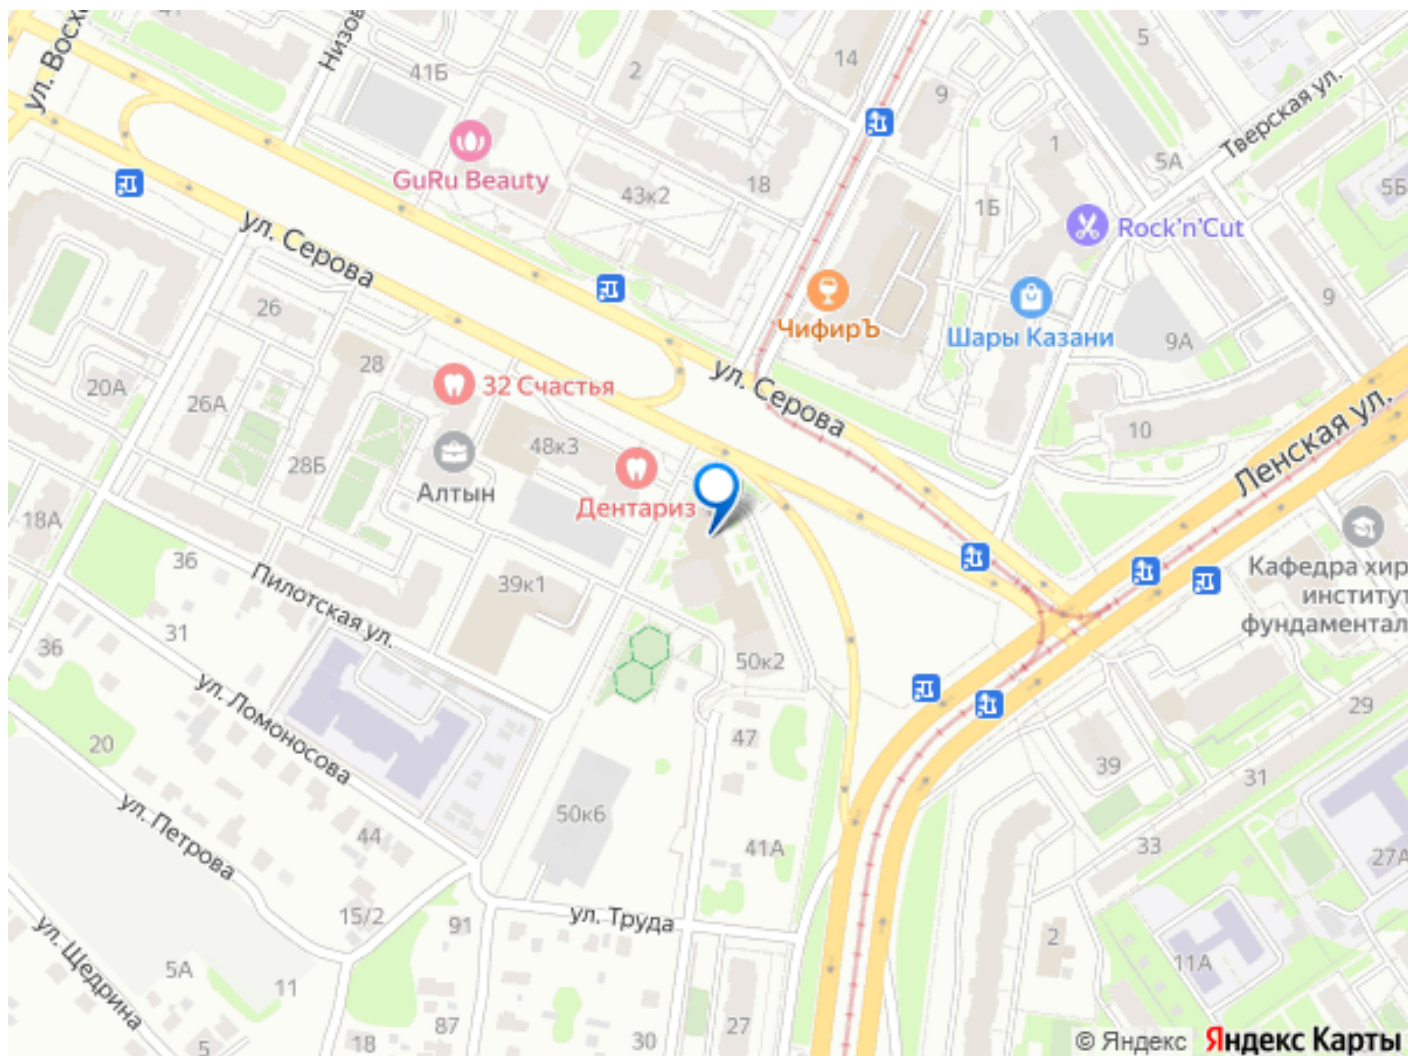 41
ул. Восх
Низов
41Б
2
14
9
5
Тверская ул.
5А
1
5Б
GuRu Beauty
43к2
18
1Б
Rock'n'Cut
ул. Серова
ЧифирЪ
Шары Казани
9
9А
26
28
20А
26А
32 Счастья
ул. Серова
Ленская ул.
10
48к3
28Б
Алтын
Дентариз
18А
36
Пилотская ул.
39к1
Кафедра хир
институт
фундаментал
36
31
ул. Ломоносова
50к2
20
47
29
39
31
ул. Петрова
44
50к6
41А
33
27А
15/2
91
ул. Труда
2
ул. Щедрина
5А
11
11А
87
27
5
18
30
© Яндекс Яндекс Карты